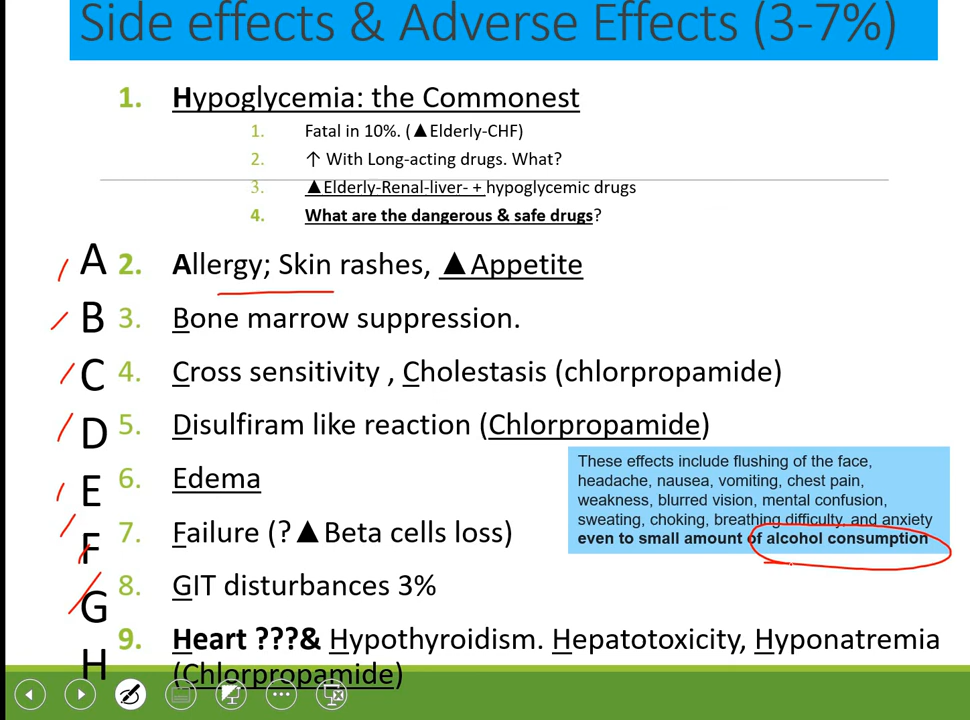 Side effects & Adverse Effects (3-7%)
1. Hypoglycemia: the Commonest
1. Fatal in 10%. (▲Elderly-CHF)
2. ↑ With Long-acting drugs. What?
3. ▲Elderly-Renal-liver- + hypoglycemic drugs
4. What are the dangerous & safe drugs?
A 2. Allergy; Skin rashes, ▲Appetite
B 3. Bone marrow suppression.
C 4. Cross sensitivity , Cholestasis (chlorpropamide)
D 5. Disulfiram like reaction (Chlorpropamide)
E 6. Edema
F 7. Failure (? ▲Beta cells loss)
G 8. GIT disturbances 3%
H 9. Heart ???& Hypothyroidism. Hepatotoxicity, Hyponatremia
(Chlorpropamide)
These effects include flushing of the face,
headache, nausea, vomiting, chest pain,
weakness, blurred vision, mental confusion,
sweating, choking, breathing difficulty, and anxiety
even to small amount of alcohol consumption